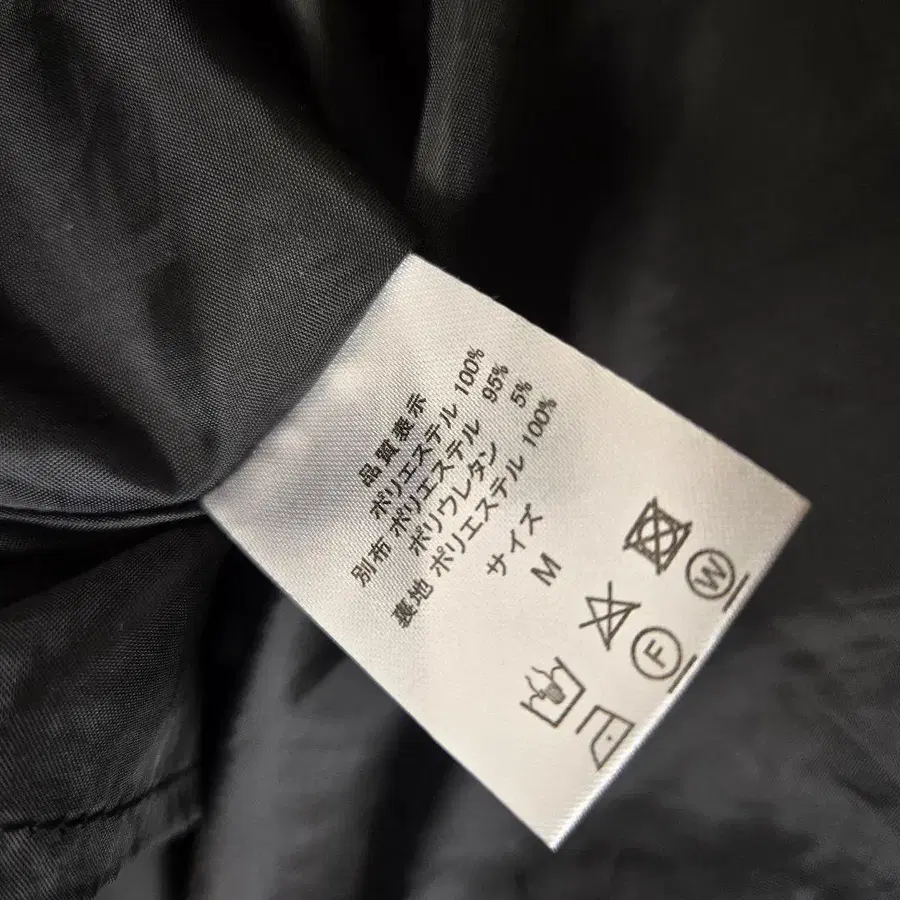 品質表示
ポリエステル 100%
別布 ポリエステル 95%
ポリウレタン 5%
裏地 ポリエステル 100%
サイズ
M
W
F